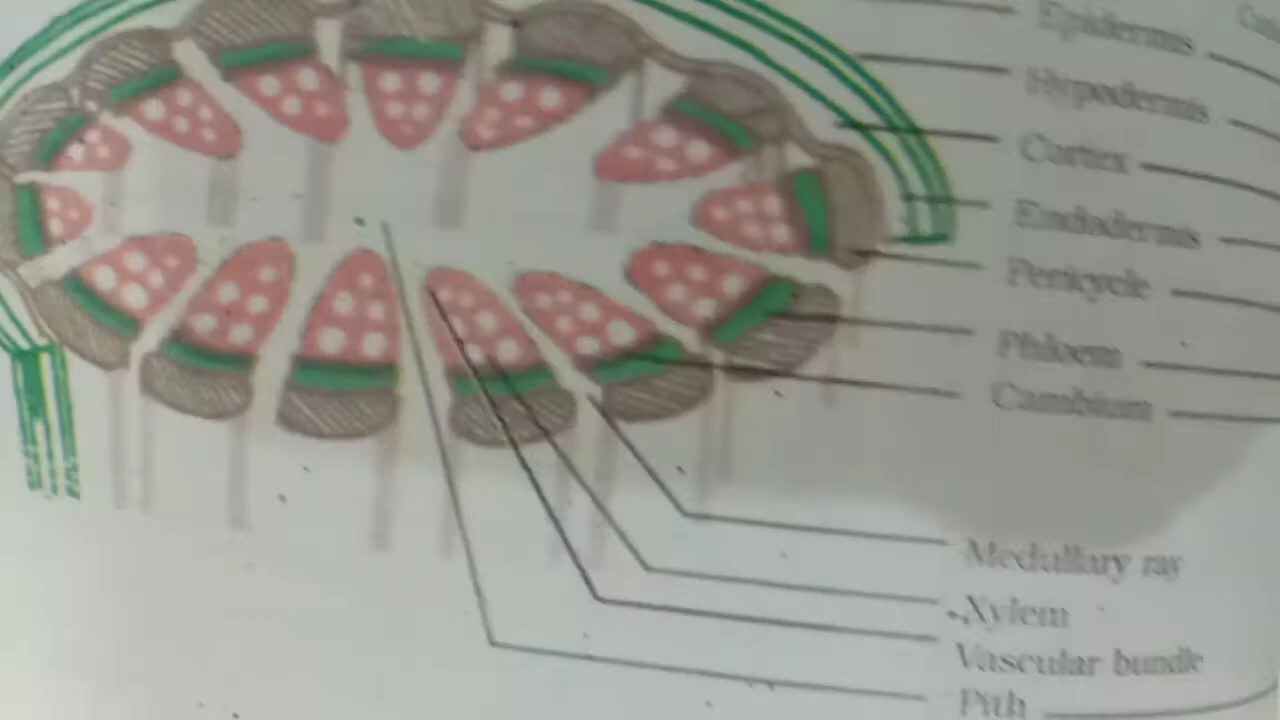 Epidermis
Hypodermis
Cortex
Endodermis
Pericycle
Phloem
Cambium
Medullary ray
Xylem
Vascular bundle
Pith